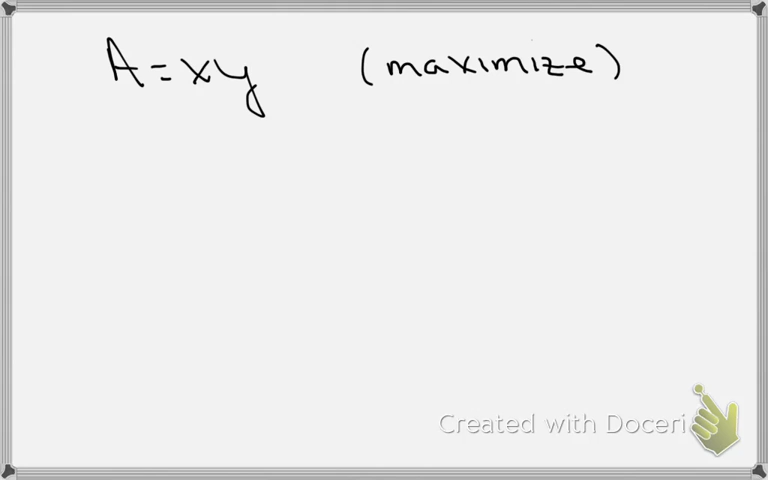 A = xy (maximize)
Created with Doceri